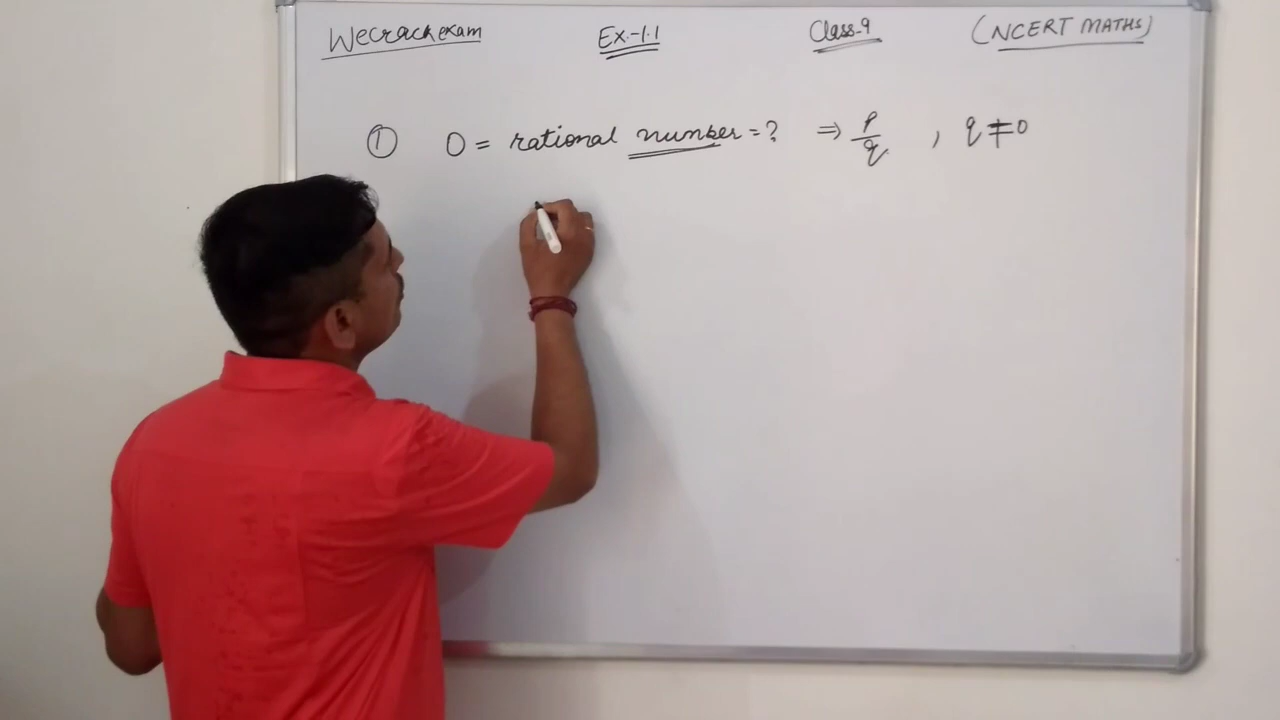 Wecrackexam Ex.-1.1 Class-9 (NCERT MATHS)
① 0 = rational number = ? ⇒ p/q , q ≠ 0